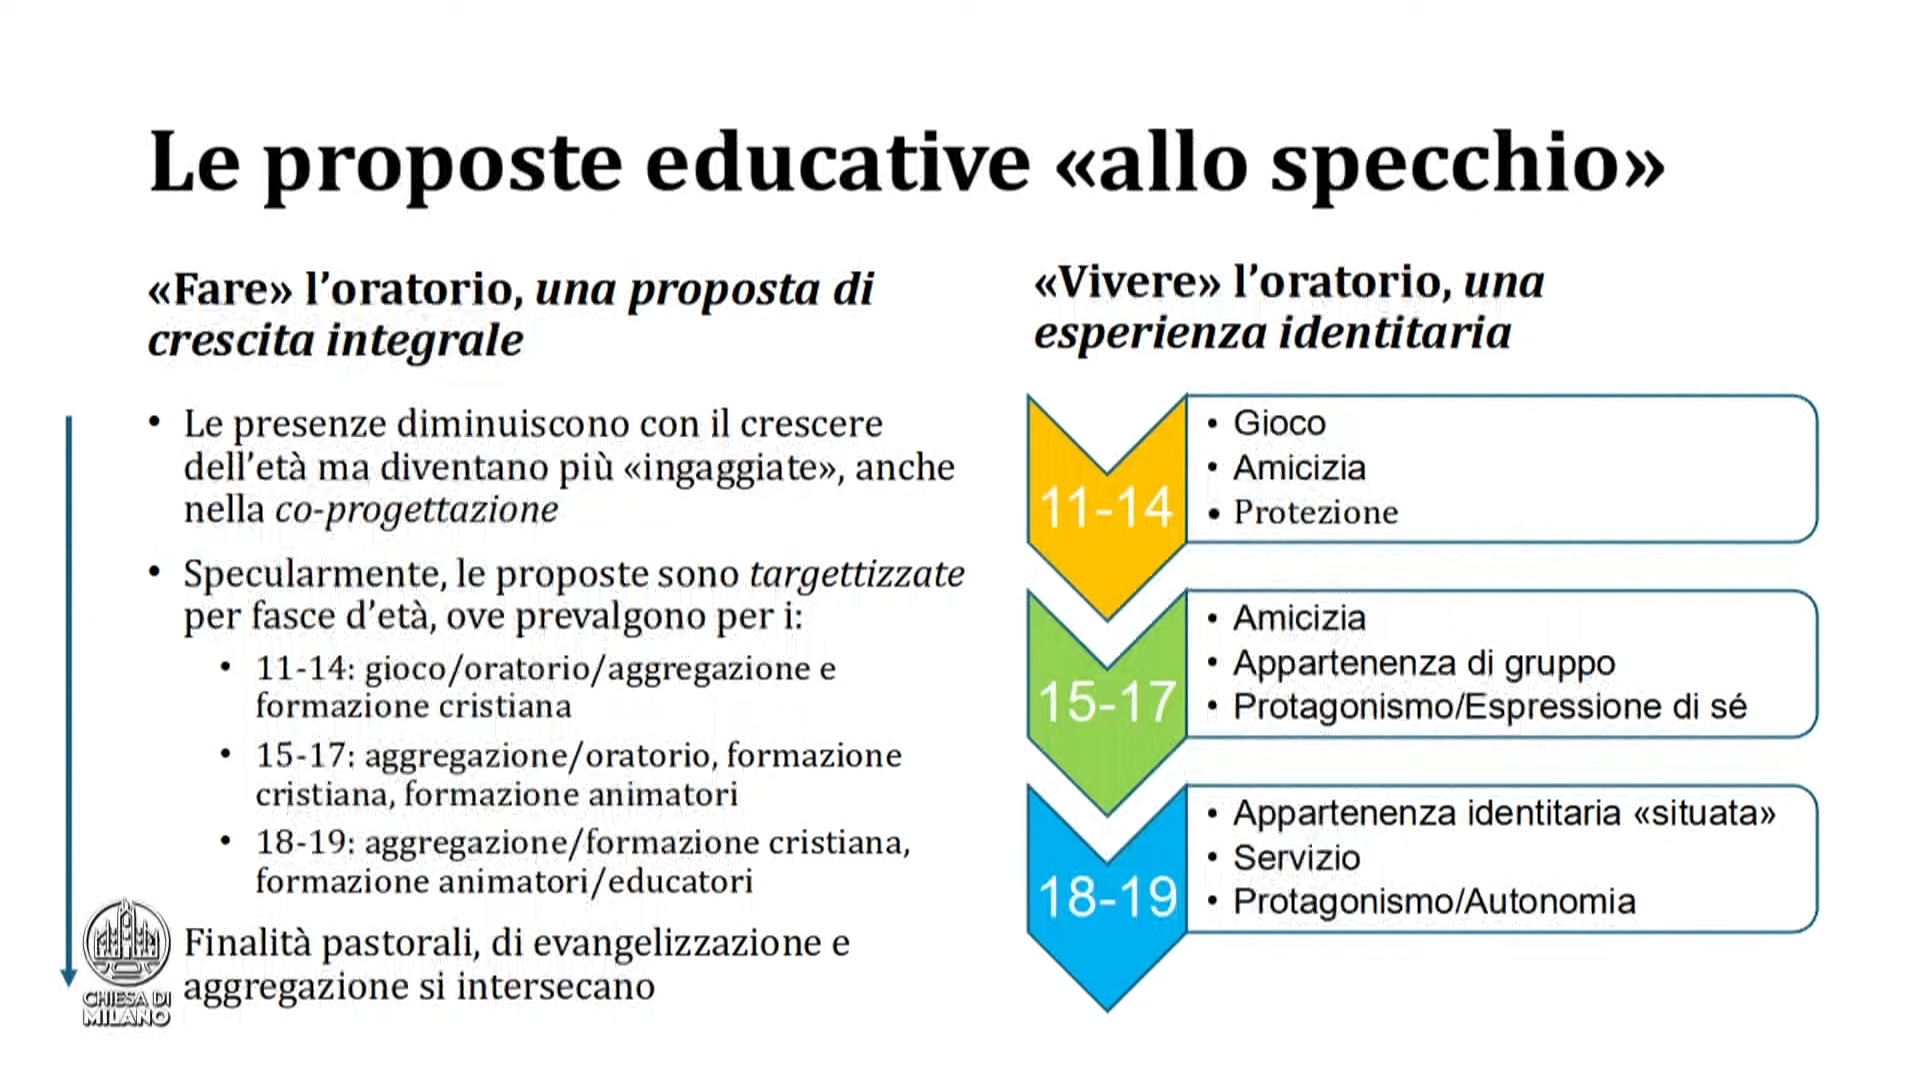 Le proposte educative «allo specchio»
«Fare» l’oratorio, una proposta di
crescita integrale
• Le presenze diminuiscono con il crescere
dell’età ma diventano più «ingaggiate», anche
nella co-progettazione
• Specularmente, le proposte sono targettizzate
per fasce d’età, ove prevalgono per i:
• 11-14: gioco/oratorio/aggregazione e
formazione cristiana
• 15-17: aggregazione/oratorio, formazione
cristiana, formazione animatori
• 18-19: aggregazione/formazione cristiana,
formazione animatori/educatori
Finalità pastorali, di evangelizzazione e
aggregazione si intersecano
CHIESA DI
MILANO
«Vivere» l’oratorio, una
esperienza identitaria
11-14
• Gioco
• Amicizia
• Protezione
15-17
• Amicizia
• Appartenenza di gruppo
• Protagonismo/Espressione di sé
18-19
• Appartenenza identitaria «situata»
• Servizio
• Protagonismo/Autonomia